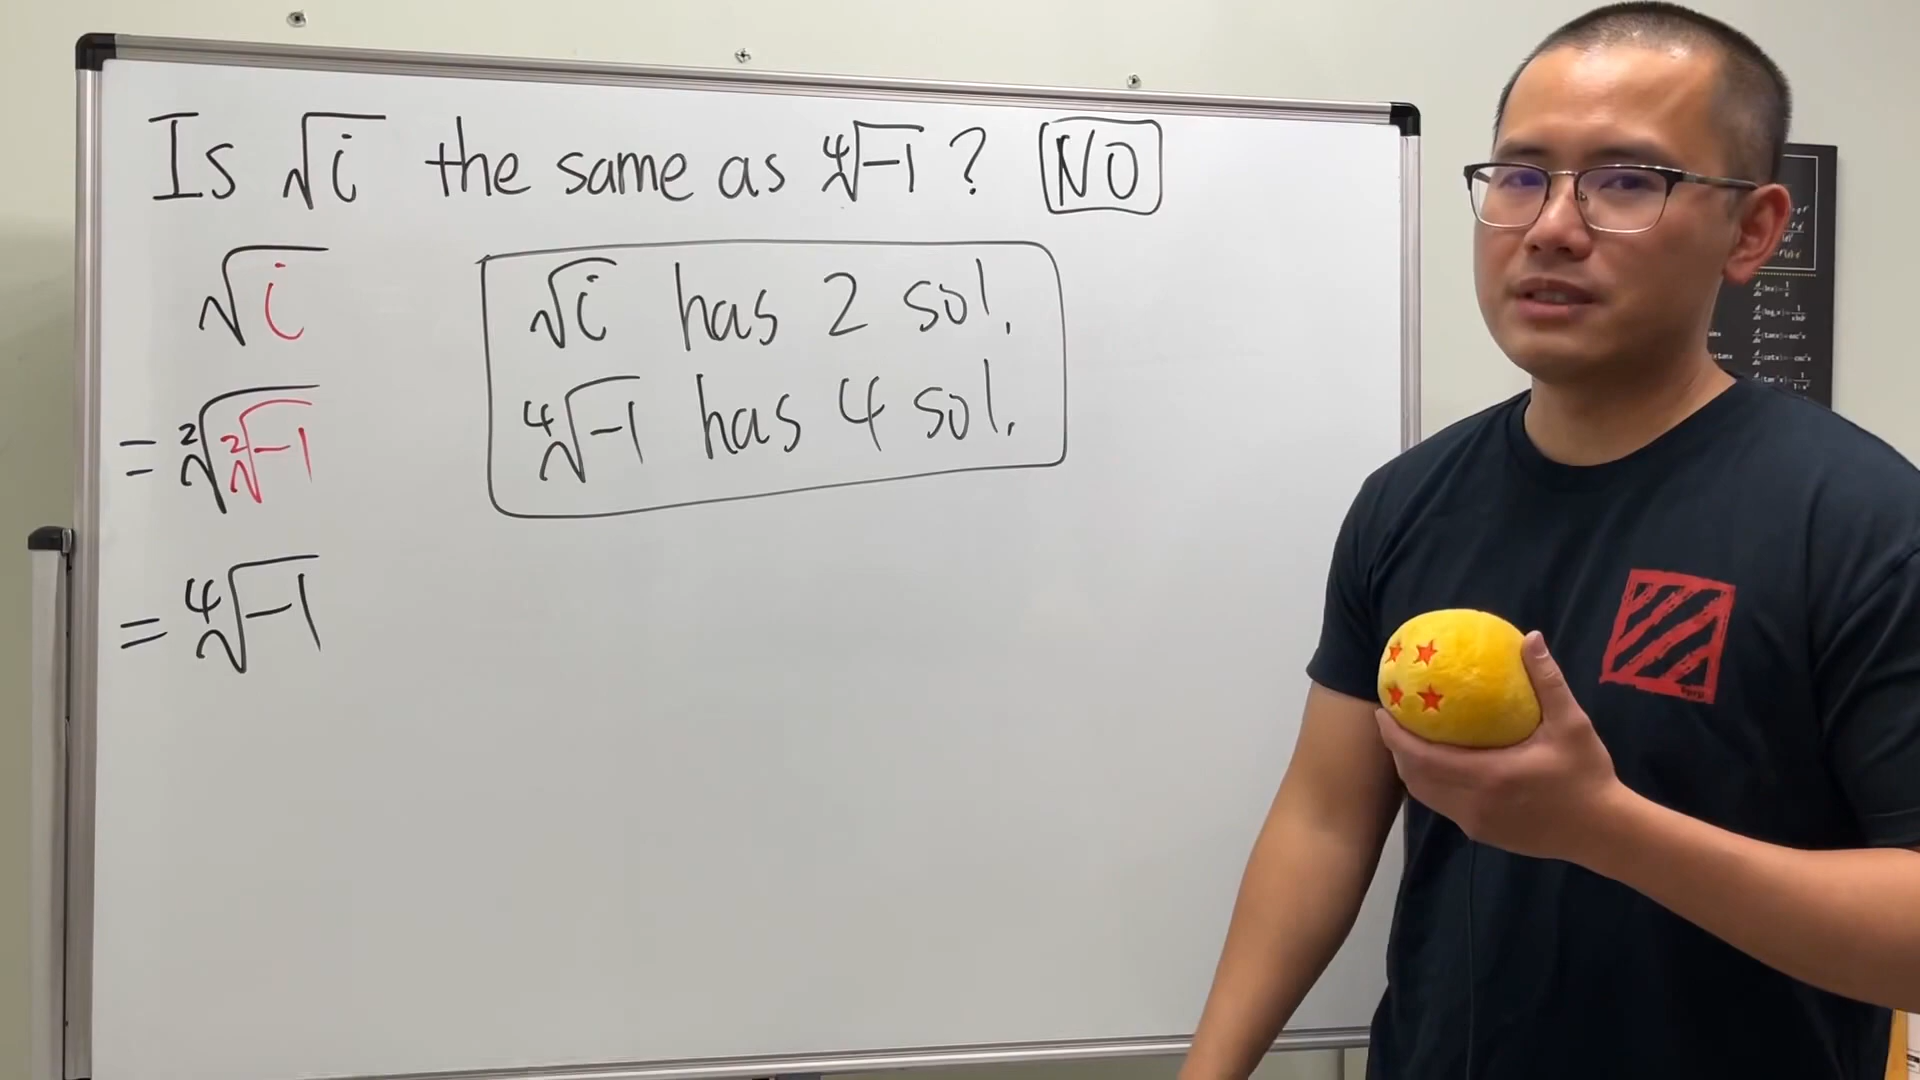 Is √i the same as ⁴√-1 ? NO
√i
= ²√²√-1
= ⁴√-1
√i has 2 sol.
⁴√-1 has 4 sol.